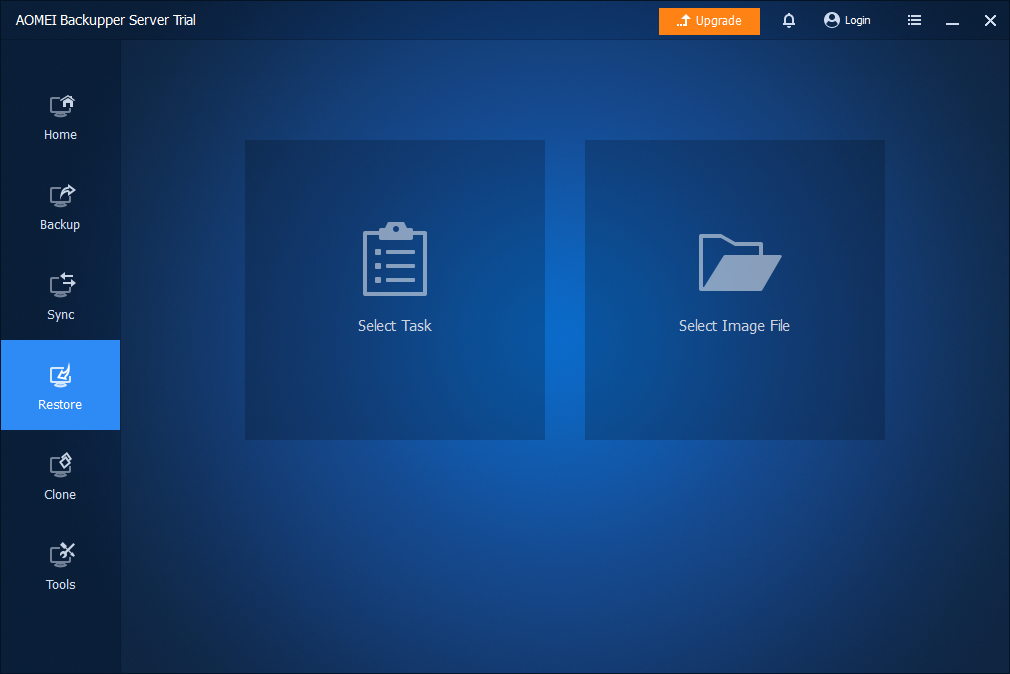 AOMEI Backupper Server Trial
Upgrade
Login
Home
Backup
Sync
Restore
Clone
Tools
Select Task
Select Image File